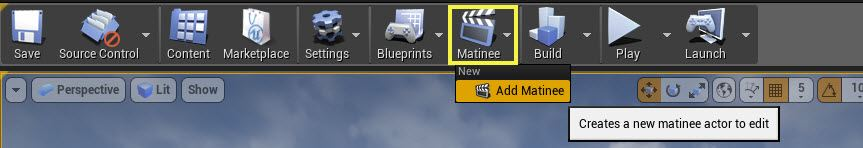 Save Source Control Content Marketplace Settings Blueprints Matinee Build Play Launch
New
Add Matinee
Perspective Lit Show 5 10
Creates a new matinee actor to edit